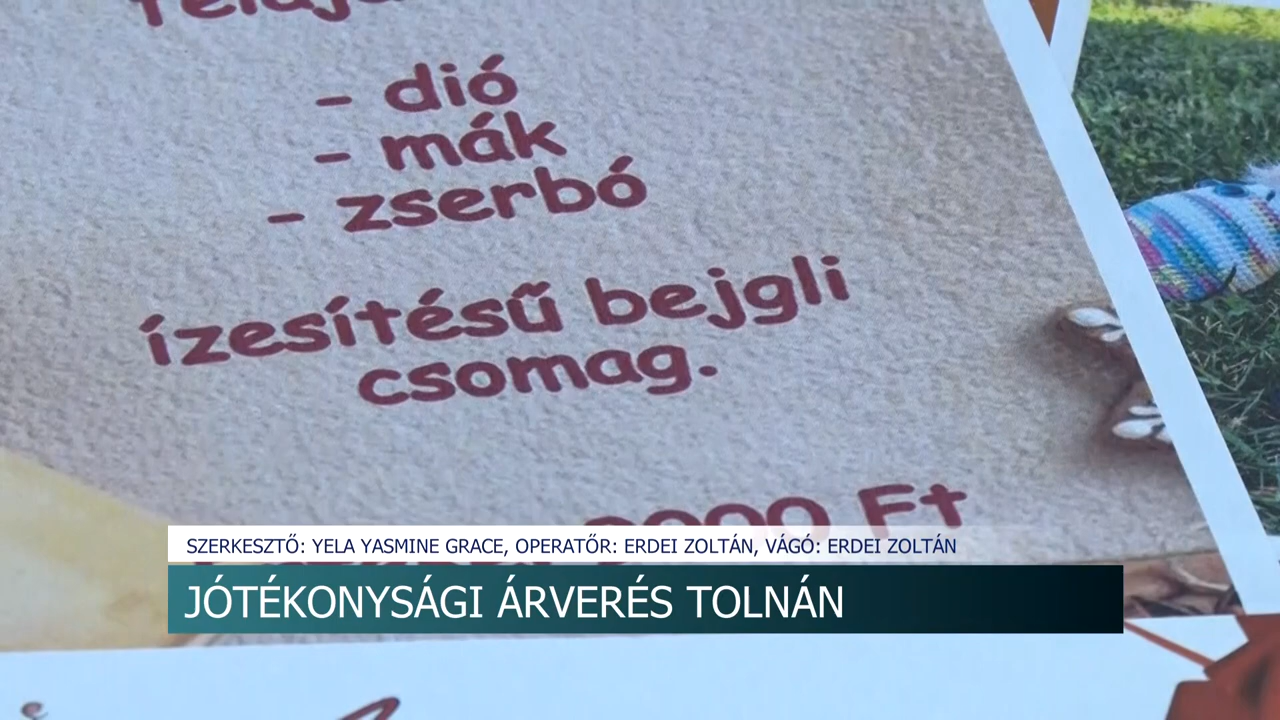 - dió
- mák
- zserbó
ízesítésű bejgli
csomag.
Ft
SZERKESZTŐ: YELA YASMINE GRACE, OPERATŐR: ERDEI ZOLTÁN, VÁGÓ: ERDEI ZOLTÁN
JÓTÉKONYSÁGI ÁRVERÉS TOLNÁN